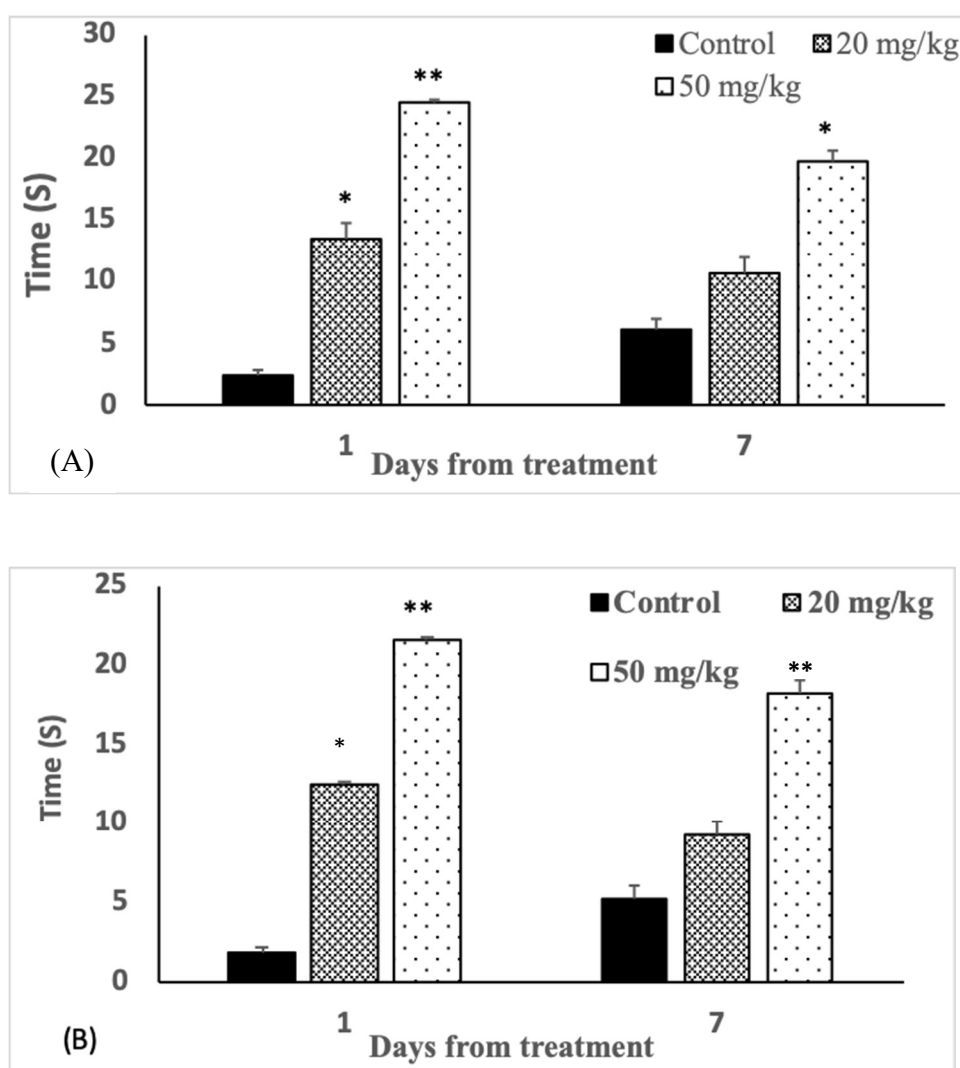 30
25
20
15
10
5
0
Time (S)
Control 20 mg/kg
50 mg/kg
**
*
*
1 7
Days from treatment
(A)
25
20
15
10
5
0
Time (S)
Control 20 mg/kg
50 mg/kg
**
**
*
1 7
Days from treatment
(B)